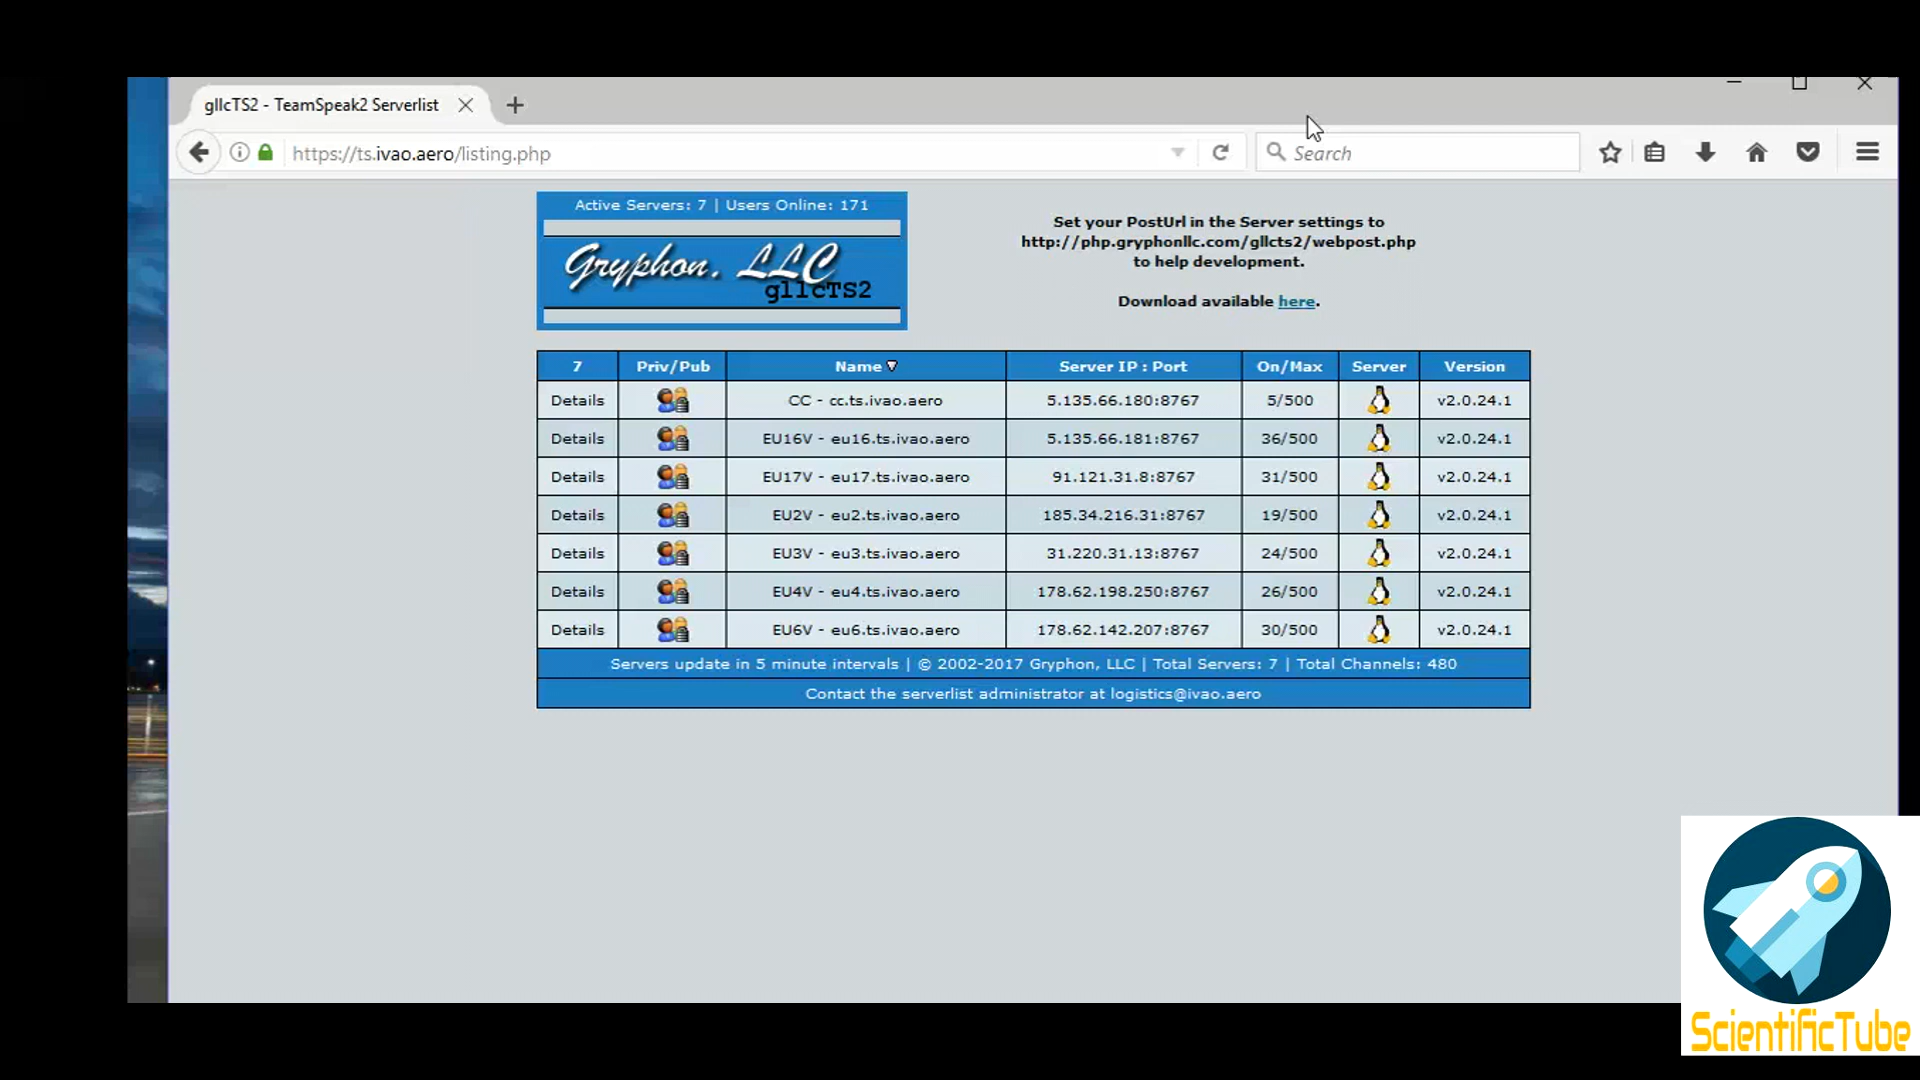 gllcTS2 - TeamSpeak2 Serverlist
https://ts.ivao.aero/listing.php
Search
Active Servers: 7 | Users Online: 171
Gryphon, LLC
gllcTS2
Set your PostUrl in the Server settings to
http://php.gryphonllc.com/gllcts2/webpost.php
to help development.
Download available here.
7 Priv/Pub Name Server IP : Port On/Max Server Version
Details CC - cc.ts.ivao.aero 5.135.66.180:8767 5/500 v2.0.24.1
Details EU16V - eu16.ts.ivao.aero 5.135.66.181:8767 36/500 v2.0.24.1
Details EU17V - eu17.ts.ivao.aero 91.121.31.8:8767 31/500 v2.0.24.1
Details EU2V - eu2.ts.ivao.aero 185.34.216.31:8767 19/500 v2.0.24.1
Details EU3V - eu3.ts.ivao.aero 31.220.31.13:8767 24/500 v2.0.24.1
Details EU4V - eu4.ts.ivao.aero 178.62.198.250:8767 26/500 v2.0.24.1
Details EU6V - eu6.ts.ivao.aero 178.62.142.207:8767 30/500 v2.0.24.1
Servers update in 5 minute intervals | © 2002-2017 Gryphon, LLC | Total Servers: 7 | Total Channels: 480
Contact the serverlist administrator at logistics@ivao.aero
ScientificTube